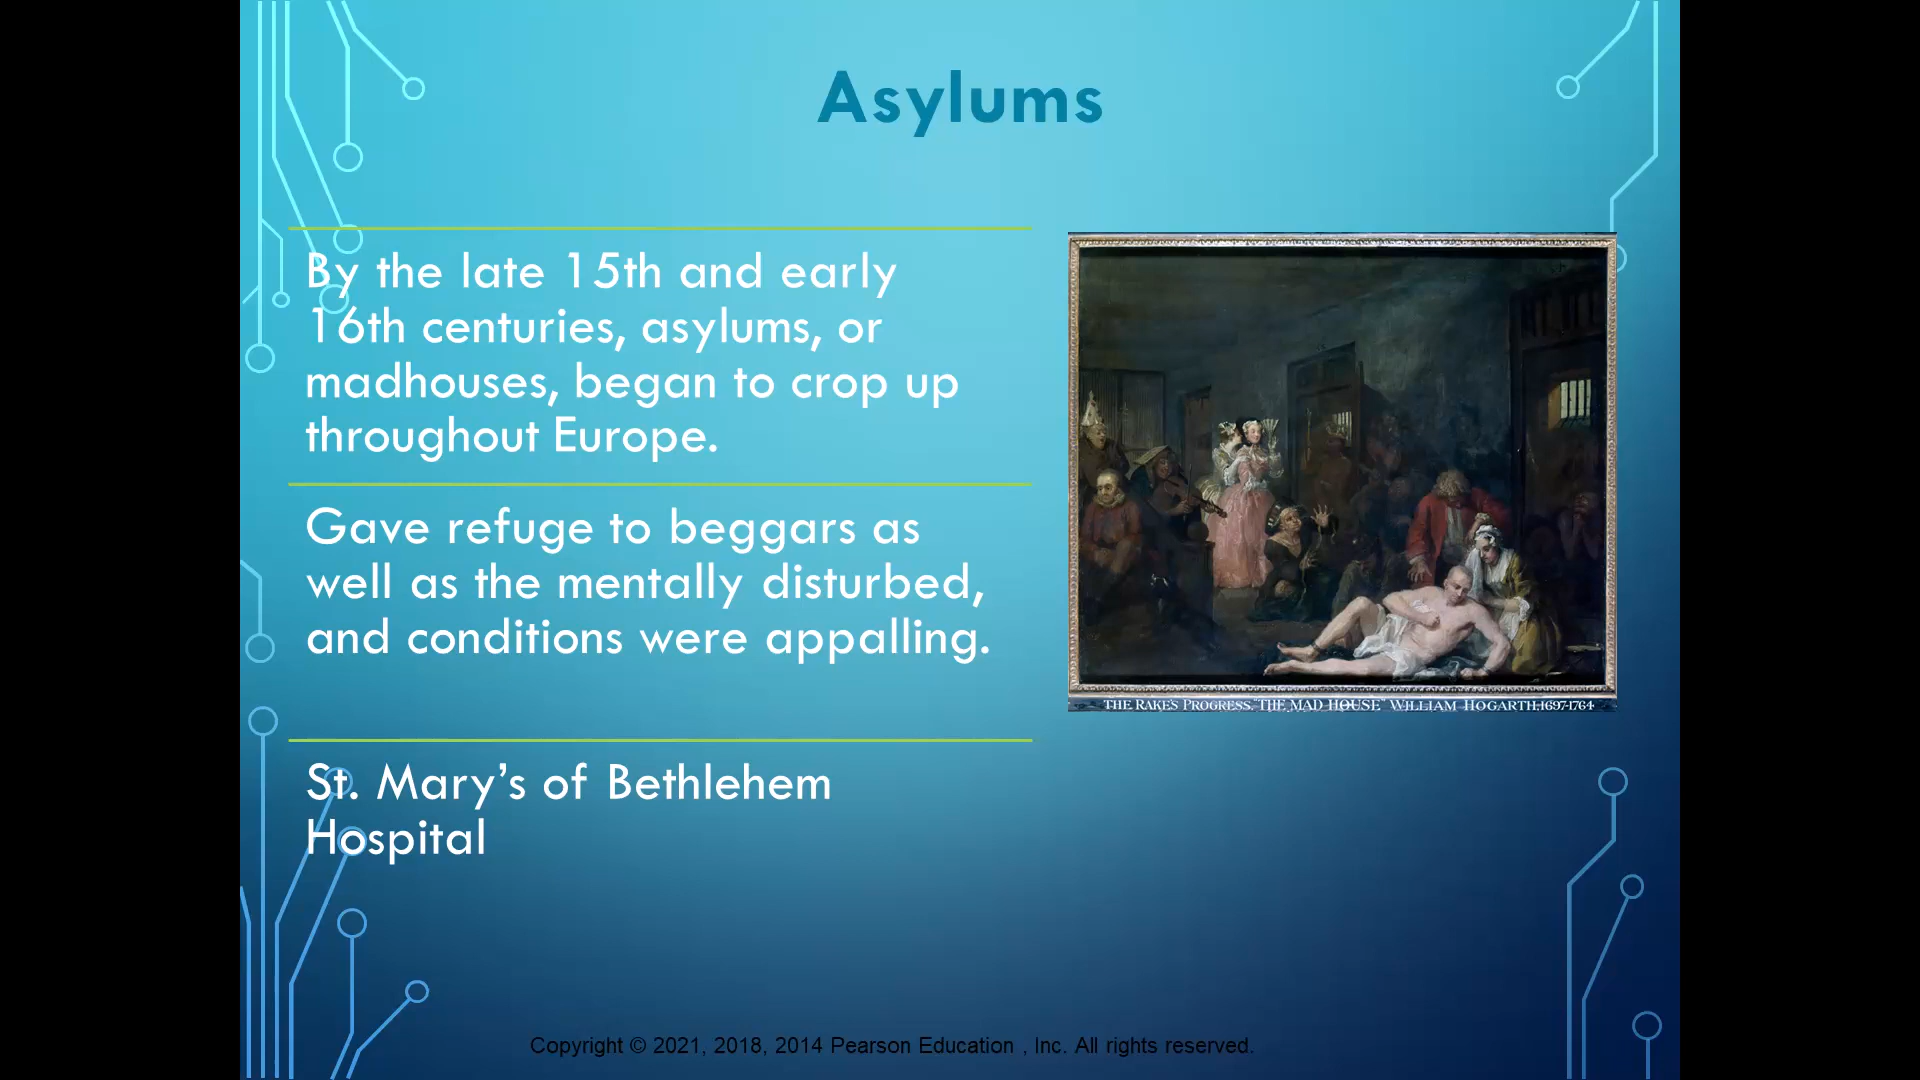 Asylums
By the late 15th and early
16th centuries, asylums, or
madhouses, began to crop up
throughout Europe.
Gave refuge to beggars as
well as the mentally disturbed,
and conditions were appalling.
St. Mary’s of Bethlehem
Hospital
THE RAKE'S PROGRESS. "THE MAD HOUSE" WILLIAM HOGARTH.1697-1764
Copyright © 2021, 2018, 2014 Pearson Education , Inc. All rights reserved.